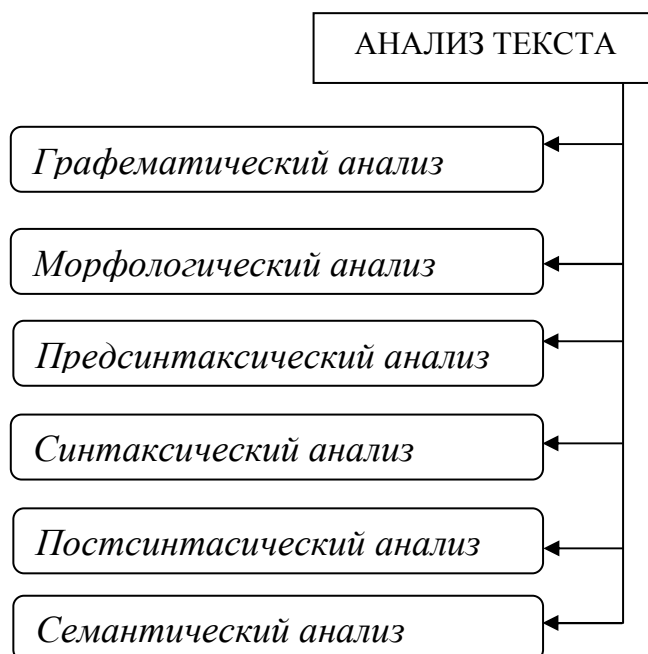 АНАЛИЗ ТЕКСТА
Графематический анализ
Морфологический анализ
Предсинтаксический анализ
Синтаксический анализ
Постсинтасический анализ
Семантический анализ